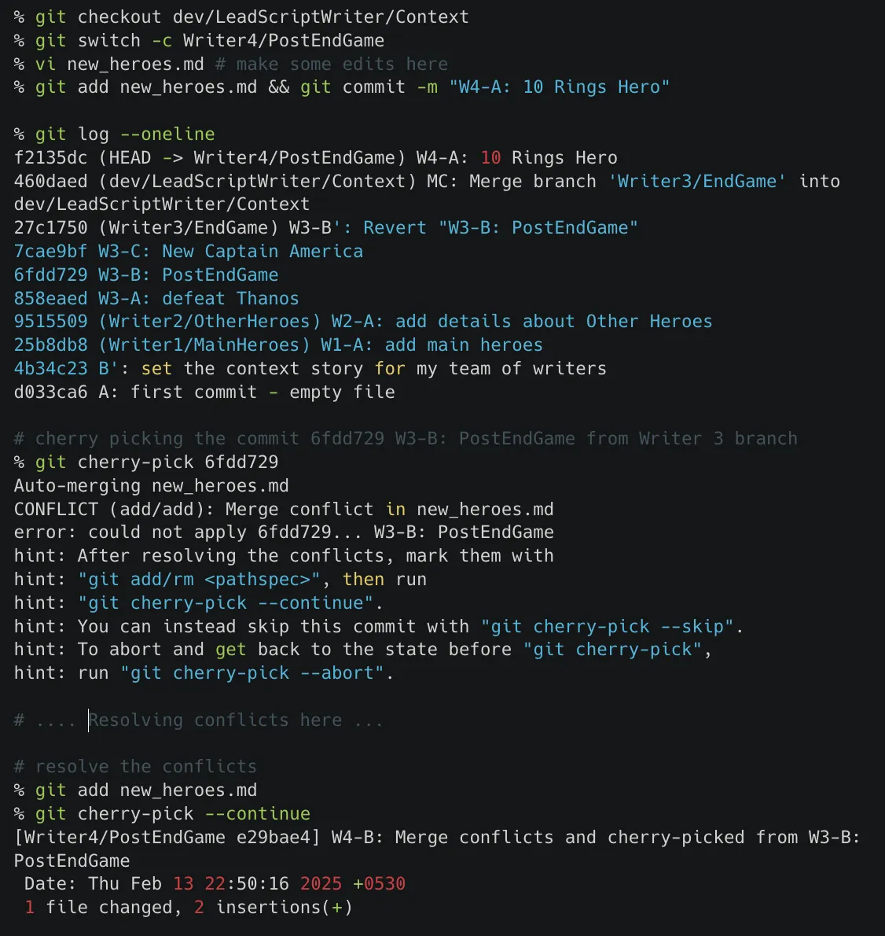 % git checkout dev/LeadScriptWriter/Context
% git switch -c Writer4/PostEndGame
% vi new_heroes.md # make some edits here
% git add new_heroes.md && git commit -m "W4-A: 10 Rings Hero"
% git log --oneline
f2135dc (HEAD -> Writer4/PostEndGame) W4-A: 10 Rings Hero
460daed (dev/LeadScriptWriter/Context) MC: Merge branch 'Writer3/EndGame' into
dev/LeadScriptWriter/Context
27c1750 (Writer3/EndGame) W3-B': Revert "W3-B: PostEndGame"
7cae9bf W3-C: New Captain America
6fdd729 W3-B: PostEndGame
858eaed W3-A: defeat Thanos
9515509 (Writer2/OtherHeroes) W2-A: add details about Other Heroes
25b8db8 (Writer1/MainHeroes) W1-A: add main heroes
4b34c23 B': set the context story for my team of writers
d033ca6 A: first commit - empty file
# cherry picking the commit 6fdd729 W3-B: PostEndGame from Writer 3 branch
% git cherry-pick 6fdd729
Auto-merging new_heroes.md
CONFLICT (add/add): Merge conflict in new_heroes.md
error: could not apply 6fdd729... W3-B: PostEndGame
hint: After resolving the conflicts, mark them with
hint: "git add/rm <pathspec>", then run
hint: "git cherry-pick --continue".
hint: You can instead skip this commit with "git cherry-pick --skip".
hint: To abort and get back to the state before "git cherry-pick",
hint: run "git cherry-pick --abort".
# .... Resolving conflicts here ...
# resolve the conflicts
% git add new_heroes.md
% git cherry-pick --continue
[Writer4/PostEndGame e29bae4] W4-B: Merge conflicts and cherry-picked from W3-B:
PostEndGame
Date: Thu Feb 13 22:50:16 2025 +0530
1 file changed, 2 insertions(+)